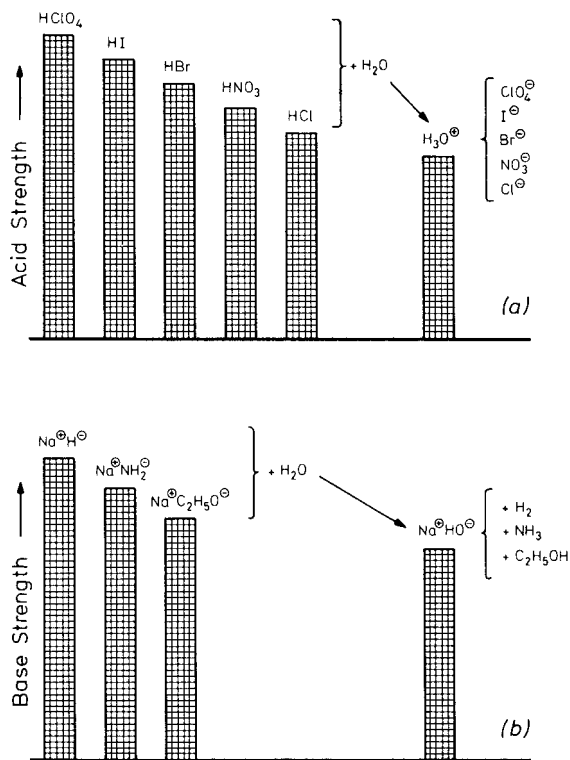 HClO₄
HI
HBr
HNO₃
HCl
+ H₂O
H₃O⊕
ClO₄⊖
I⊖
Br⊖
NO₃⊖
Cl⊖
Acid Strength
(a)
Na⊕H⊖
Na⊕NH₂⊖
Na⊕C₂H₅O⊖
+ H₂O
Na⊕HO⊖
+ H₂
+ NH₃
+ C₂H₅OH
Base Strength
(b)